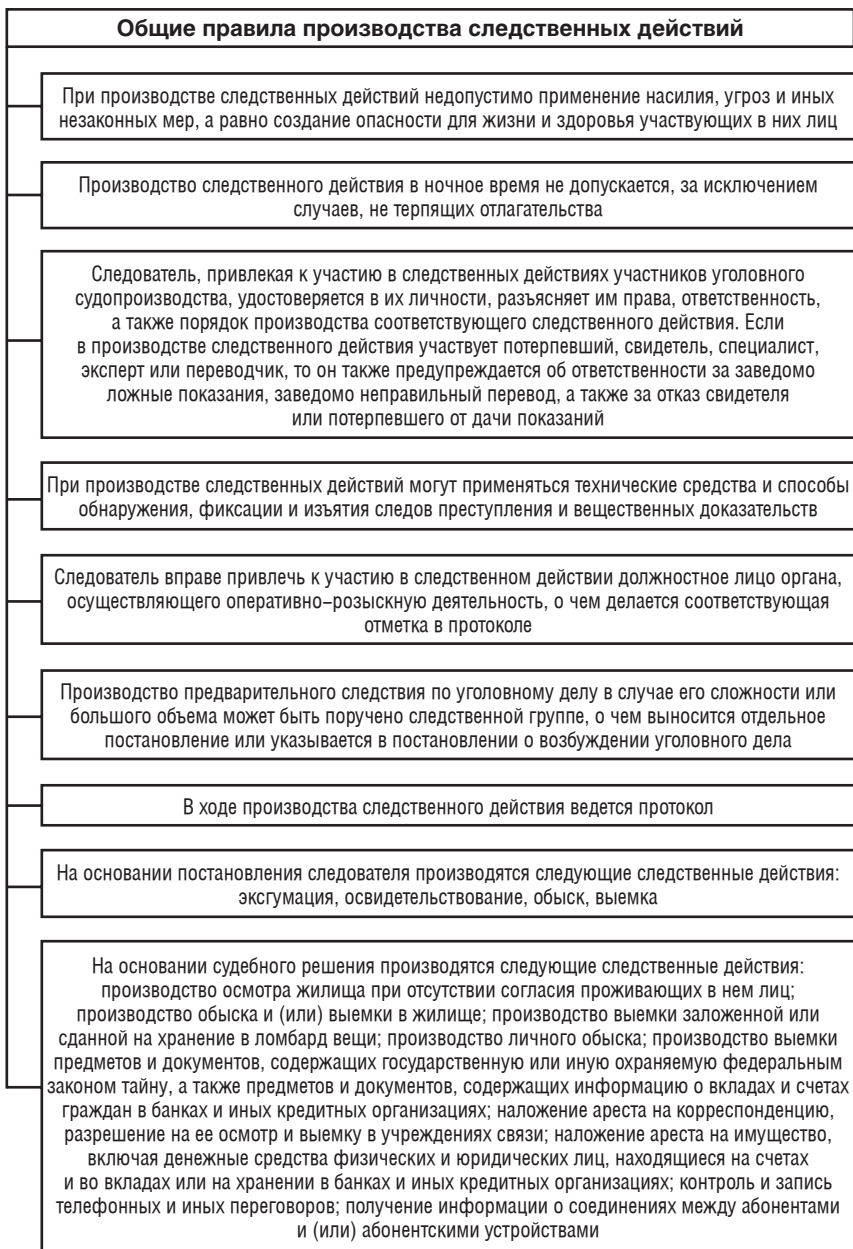 Общие правила производства следственных действий
При производстве следственных действий недопустимо применение насилия, угроз и иных
незаконных мер, а равно создание опасности для жизни и здоровья участвующих в них лиц
Производство следственного действия в ночное время не допускается, за исключением
случаев, не терпящих отлагательства
Следователь, привлекая к участию в следственных действиях участников уголовного
судопроизводства, удостоверяется в их личности, разъясняет им права, ответственность,
а также порядок производства соответствующего следственного действия. Если
в производстве следственного действия участвует потерпевший, свидетель, специалист,
эксперт или переводчик, то он также предупреждается об ответственности за заведомо
ложные показания, заведомо неправильный перевод, а также за отказ свидетеля
или потерпевшего от дачи показаний
При производстве следственных действий могут применяться технические средства и способы
обнаружения, фиксации и изъятия следов преступления и вещественных доказательств
Следователь вправе привлечь к участию в следственном действии должностное лицо органа,
осуществляющего оперативно–розыскную деятельность, о чем делается соответствующая
отметка в протоколе
Производство предварительного следствия по уголовному делу в случае его сложности или
большого объема может быть поручено следственной группе, о чем выносится отдельное
постановление или указывается в постановлении о возбуждении уголовного дела
В ходе производства следственного действия ведется протокол
На основании постановления следователя производятся следующие следственные действия:
эксгумация, освидетельствование, обыск, выемка
На основании судебного решения производятся следующие следственные действия:
производство осмотра жилища при отсутствии согласия проживающих в нем лиц;
производство обыска и (или) выемки в жилище; производство выемки заложенной или
сданной на хранение в ломбард вещи; производство личного обыска; производство выемки
предметов и документов, содержащих государственную или иную охраняемую федеральным
законом тайну, а также предметов и документов, содержащих информацию о вкладах и счетах
граждан в банках и иных кредитных организациях; наложение ареста на корреспонденцию,
разрешение на ее осмотр и выемку в учреждениях связи; наложение ареста на имущество,
включая денежные средства физических и юридических лиц, находящиеся на счетах
и во вкладах или на хранении в банках и иных кредитных организациях; контроль и запись
телефонных и иных переговоров; получение информации о соединениях между абонентами
и (или) абонентскими устройствами